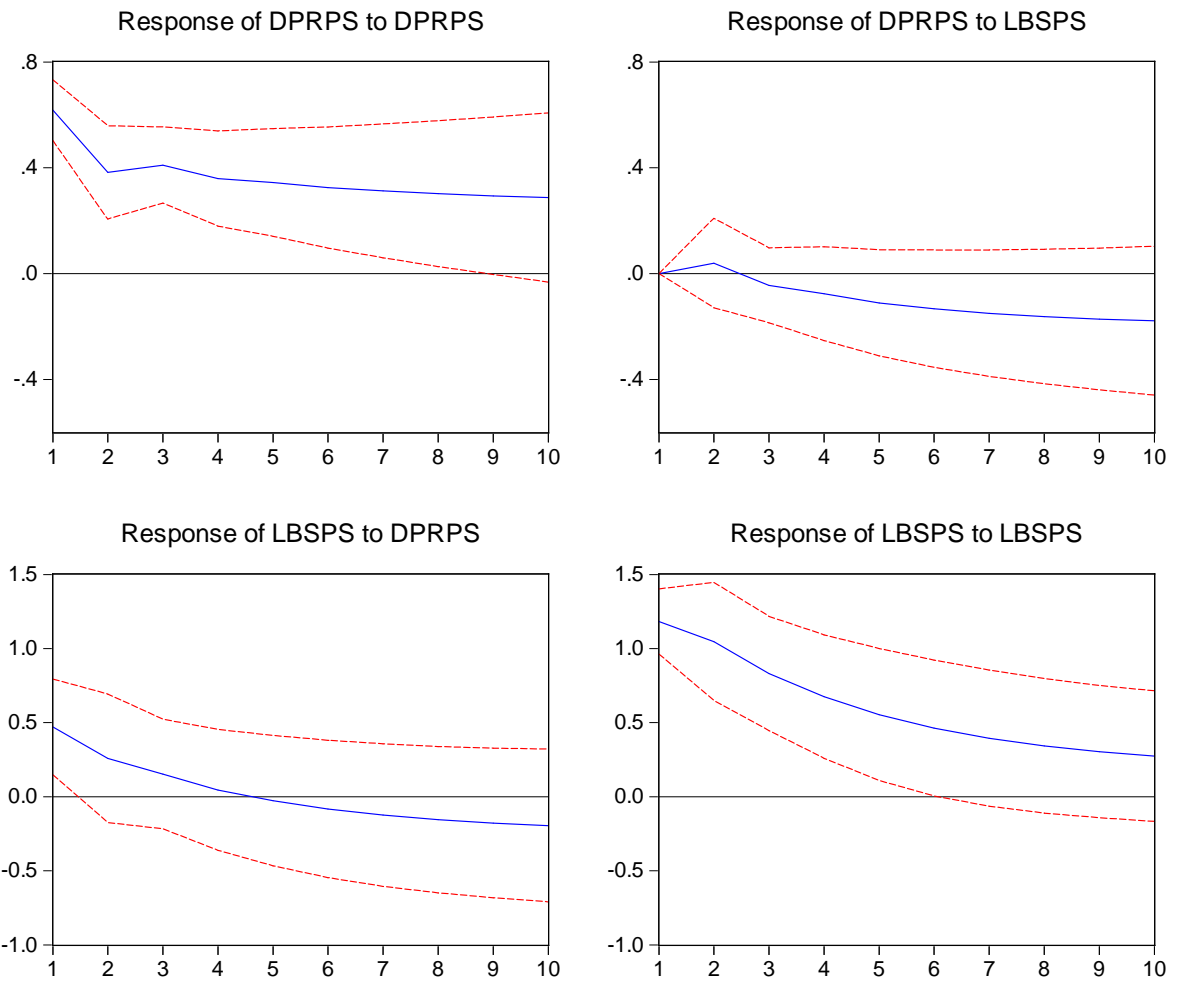 Response of DPRPS to DPRPS
.8
.4
.0
-.4
1 2 3 4 5 6 7 8 9 10
Response of DPRPS to LBSPS
.8
.4
.0
-.4
1 2 3 4 5 6 7 8 9 10
Response of LBSPS to DPRPS
1.5
1.0
0.5
0.0
-0.5
-1.0
1 2 3 4 5 6 7 8 9 10
Response of LBSPS to LBSPS
1.5
1.0
0.5
0.0
-0.5
-1.0
1 2 3 4 5 6 7 8 9 10